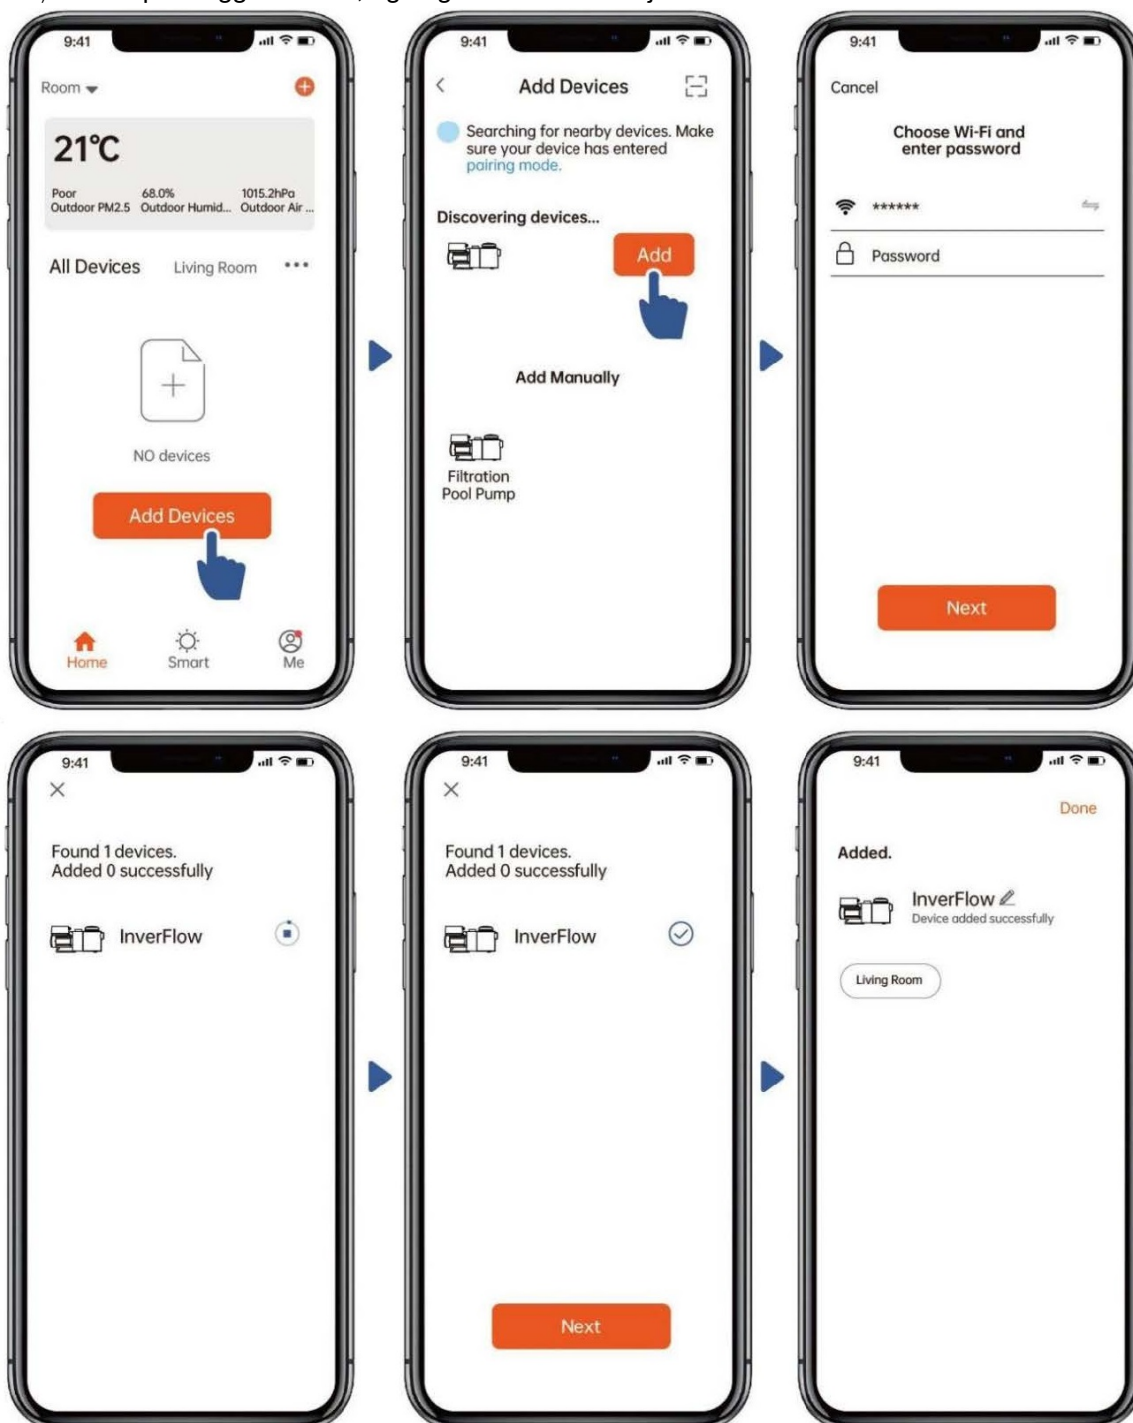 9:41
Room
21℃
Poor
68.0%
1015.2hPa
Outdoor PM2.5
Outdoor Humid...
Outdoor Air ...
All Devices
Living Room
NO devices
Add Devices
Home
Smart
Me
9:41
Add Devices
Searching for nearby devices. Make
sure your device has entered
pairing mode.
Discovering devices...
Add
Add Manually
Filtration
Pool Pump
9:41
Cancel
Choose Wi-Fi and
enter password
******
Password
Next
9:41
Found 1 devices.
Added 0 successfully
InverFlow
9:41
Found 1 devices.
Added 0 successfully
InverFlow
Next
9:41
Done
Added.
InverFlow
Device added successfully
Living Room